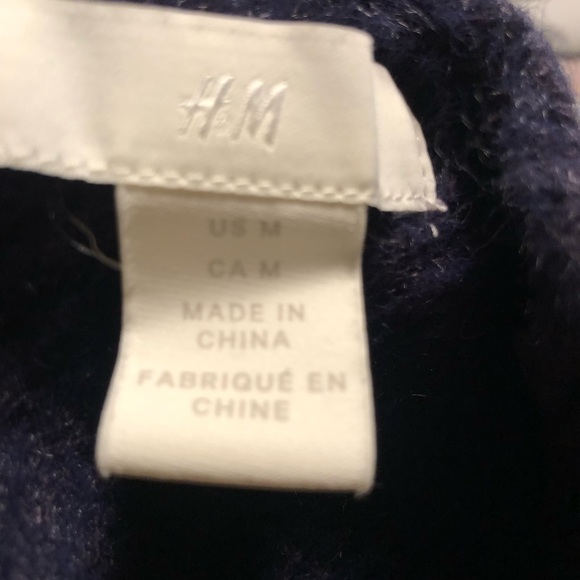 H&M
US M
CA M
MADE IN
CHINA
FABRIQUÉ EN
CHINE